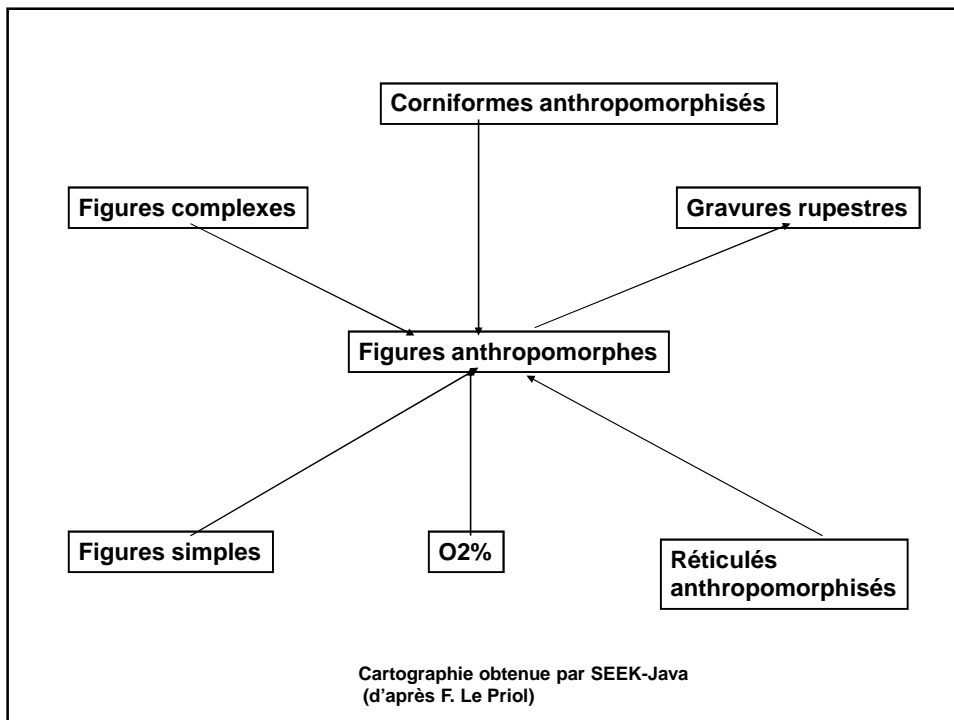 Corniformes anthropomorphisés
Figures complexes
Gravures rupestres
Figures anthropomorphes
Figures simples
O2%
Réticulés
anthropomorphisés
Cartographie obtenue par SEEK-Java
(d'après F. Le Priol)